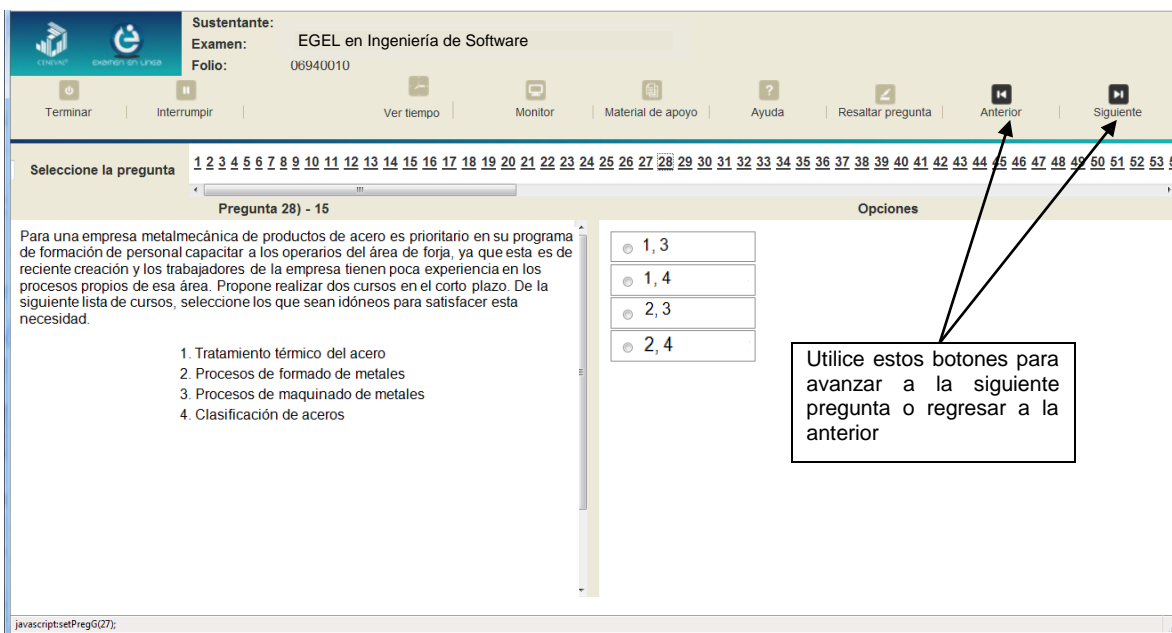 Sustentante:
Examen: EGEL en Ingeniería de Software
Folio: 06940010
CENEVAL®
examen en línea
Terminar
Interrumpir
Ver tiempo
Monitor
Material de apoyo
Ayuda
Resaltar pregunta
Anterior
Siguiente
Seleccione la pregunta
1 2 3 4 5 6 7 8 9 10 11 12 13 14 15 16 17 18 19 20 21 22 23 24 25 26 27 28 29 30 31 32 33 34 35 36 37 38 39 40 41 42 43 44 45 46 47 48 49 50 51 52 53
Pregunta 28) - 15
Opciones
Para una empresa metalmecánica de productos de acero es prioritario en su programa
de formación de personal capacitar a los operarios del área de forja, ya que esta es de
reciente creación y los trabajadores de la empresa tienen poca experiencia en los
procesos propios de esa área. Propone realizar dos cursos en el corto plazo. De la
siguiente lista de cursos, seleccione los que sean idóneos para satisfacer esta
necesidad.
1. Tratamiento térmico del acero
2. Procesos de formado de metales
3. Procesos de maquinado de metales
4. Clasificación de aceros
1, 3
1, 4
2, 3
2, 4
Utilice estos botones para
avanzar a la siguiente
pregunta o regresar a la
anterior
javascript:setPregG(27);